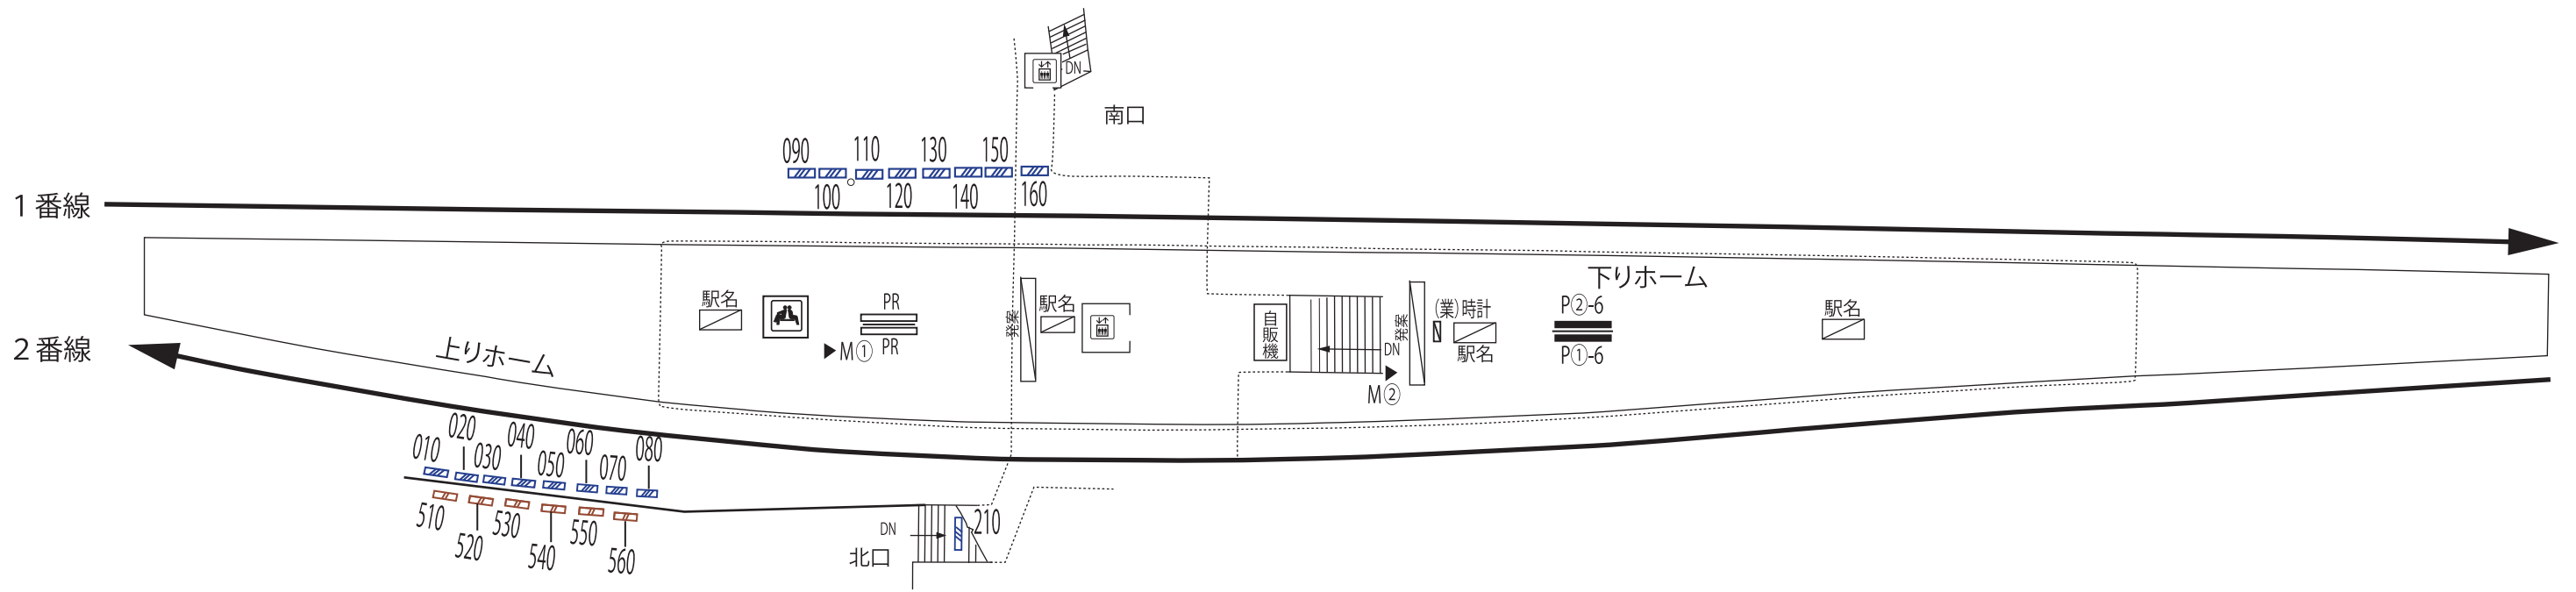 DN
南口
090
110
130
150
100
120
140
160
1番線
下りホーム
駅名
PR
M①
PR
発案
駅名
自販機
DN
M②
発案
(業)時計
駅名
P②-6
P①-6
駅名
2番線
上りホーム
010
020
030
040
050
060
070
080
510
520
530
540
550
560
DN
210
北口